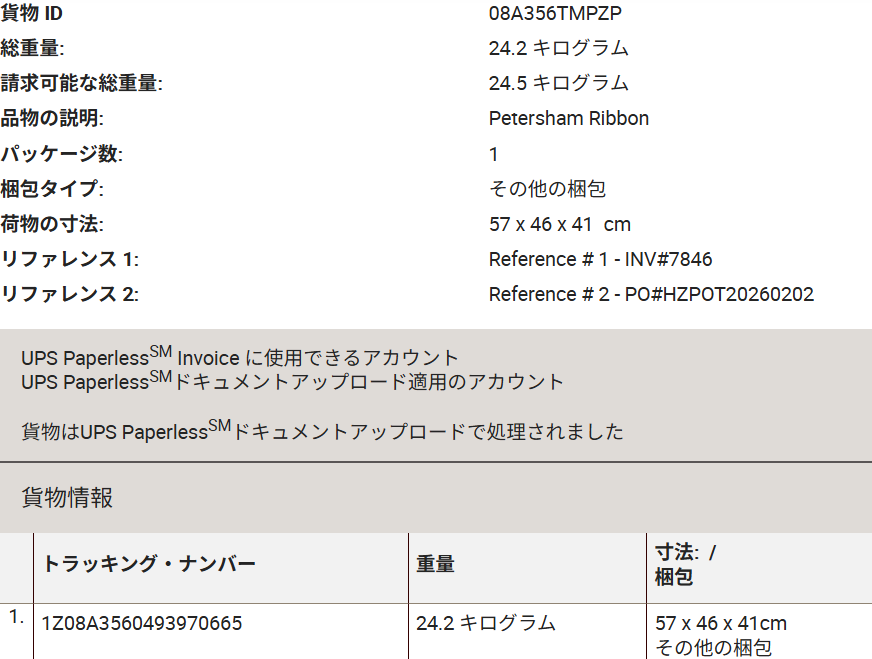 貨物 ID 08A356TMPZP
総重量: 24.2 キログラム
請求可能な総重量: 24.5 キログラム
品物の説明: Petersham Ribbon
パッケージ数: 1
梱包タイプ: その他の梱包
荷物の寸法: 57 x 46 x 41 cm
リファレンス 1: Reference # 1 - INV#7846
リファレンス 2: Reference # 2 - PO#HZPOT20260202
UPS PaperlessSM Invoice に使用できるアカウント
UPS PaperlessSMドキュメントアップロード適用のアカウント
貨物はUPS PaperlessSMドキュメントアップロードで処理されました
貨物情報
トラッキング・ナンバー 重量 寸法: /
梱包
1. 1Z08A3560493970665 24.2 キログラム 57 x 46 x 41cm
その他の梱包